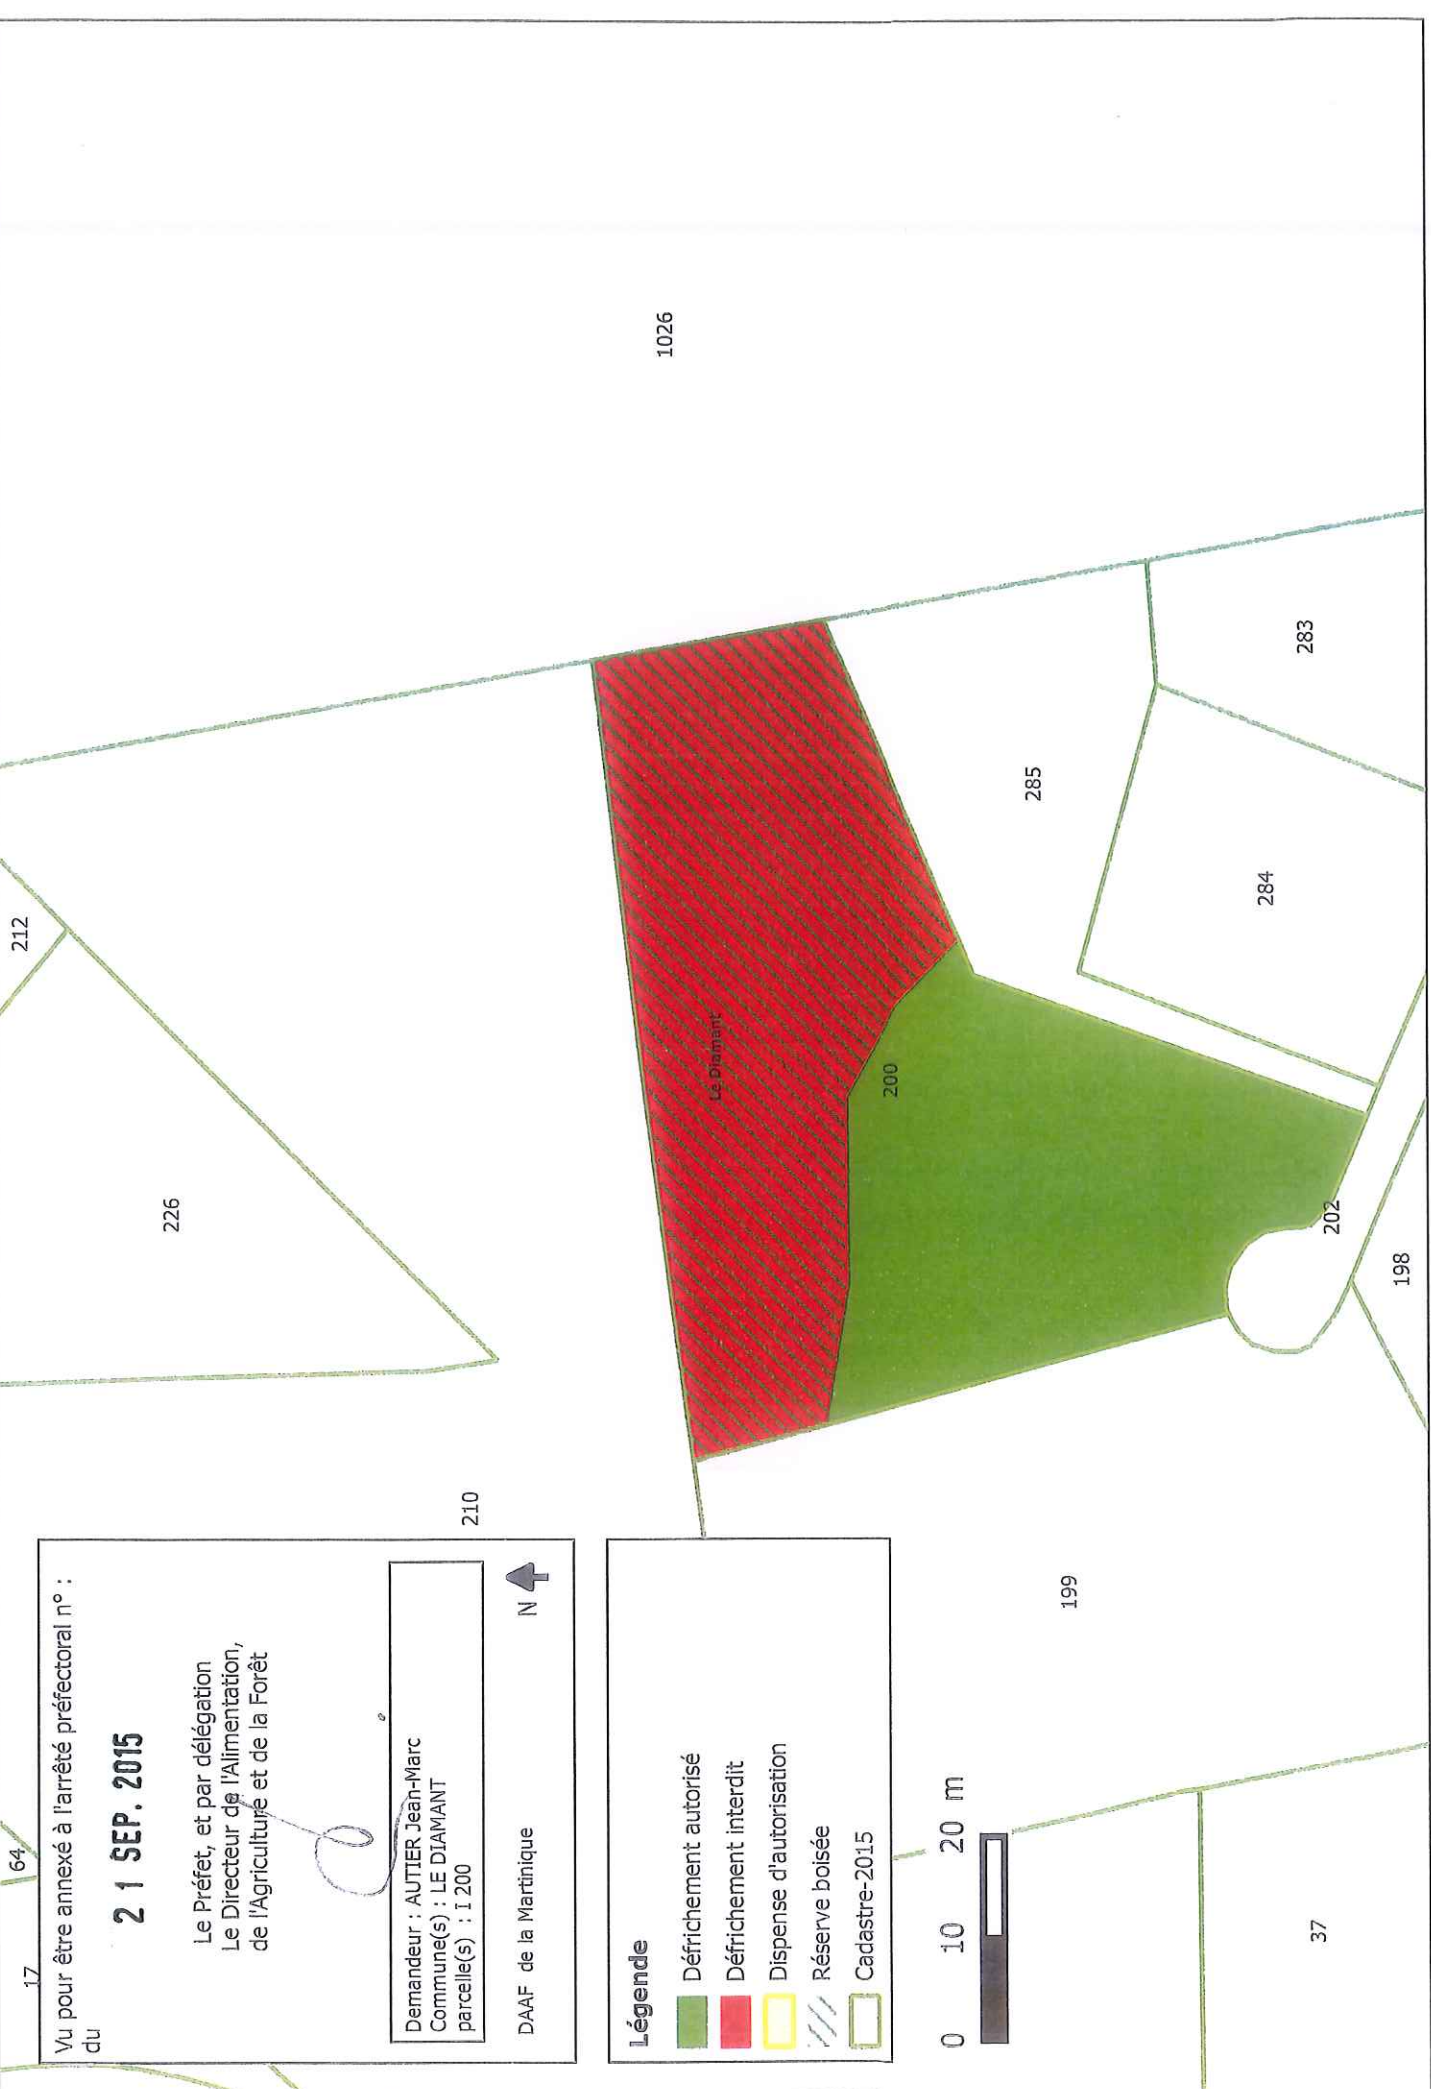 Vu pour être annexé à l'arrêté préfectoral n° :
du
2 1 SEP. 2015
Le Préfet, et par délégation
Le Directeur de l'Alimentation,
de l'Agriculture et de la Forêt
Demandeur : AUTIER Jean-Marc
Commune(s) : LE DIAMANT
parcelle(s) : I 200
DAAF de la Martinique
N
Légende
Défrichement autorisé
Défrichement interdit
Dispense d'autorisation
Réserve boisée
Cadastre-2015
0 10 20 m
17
64
212
226
210
1026
Le Diamant
200
285
283
284
202
198
199
37